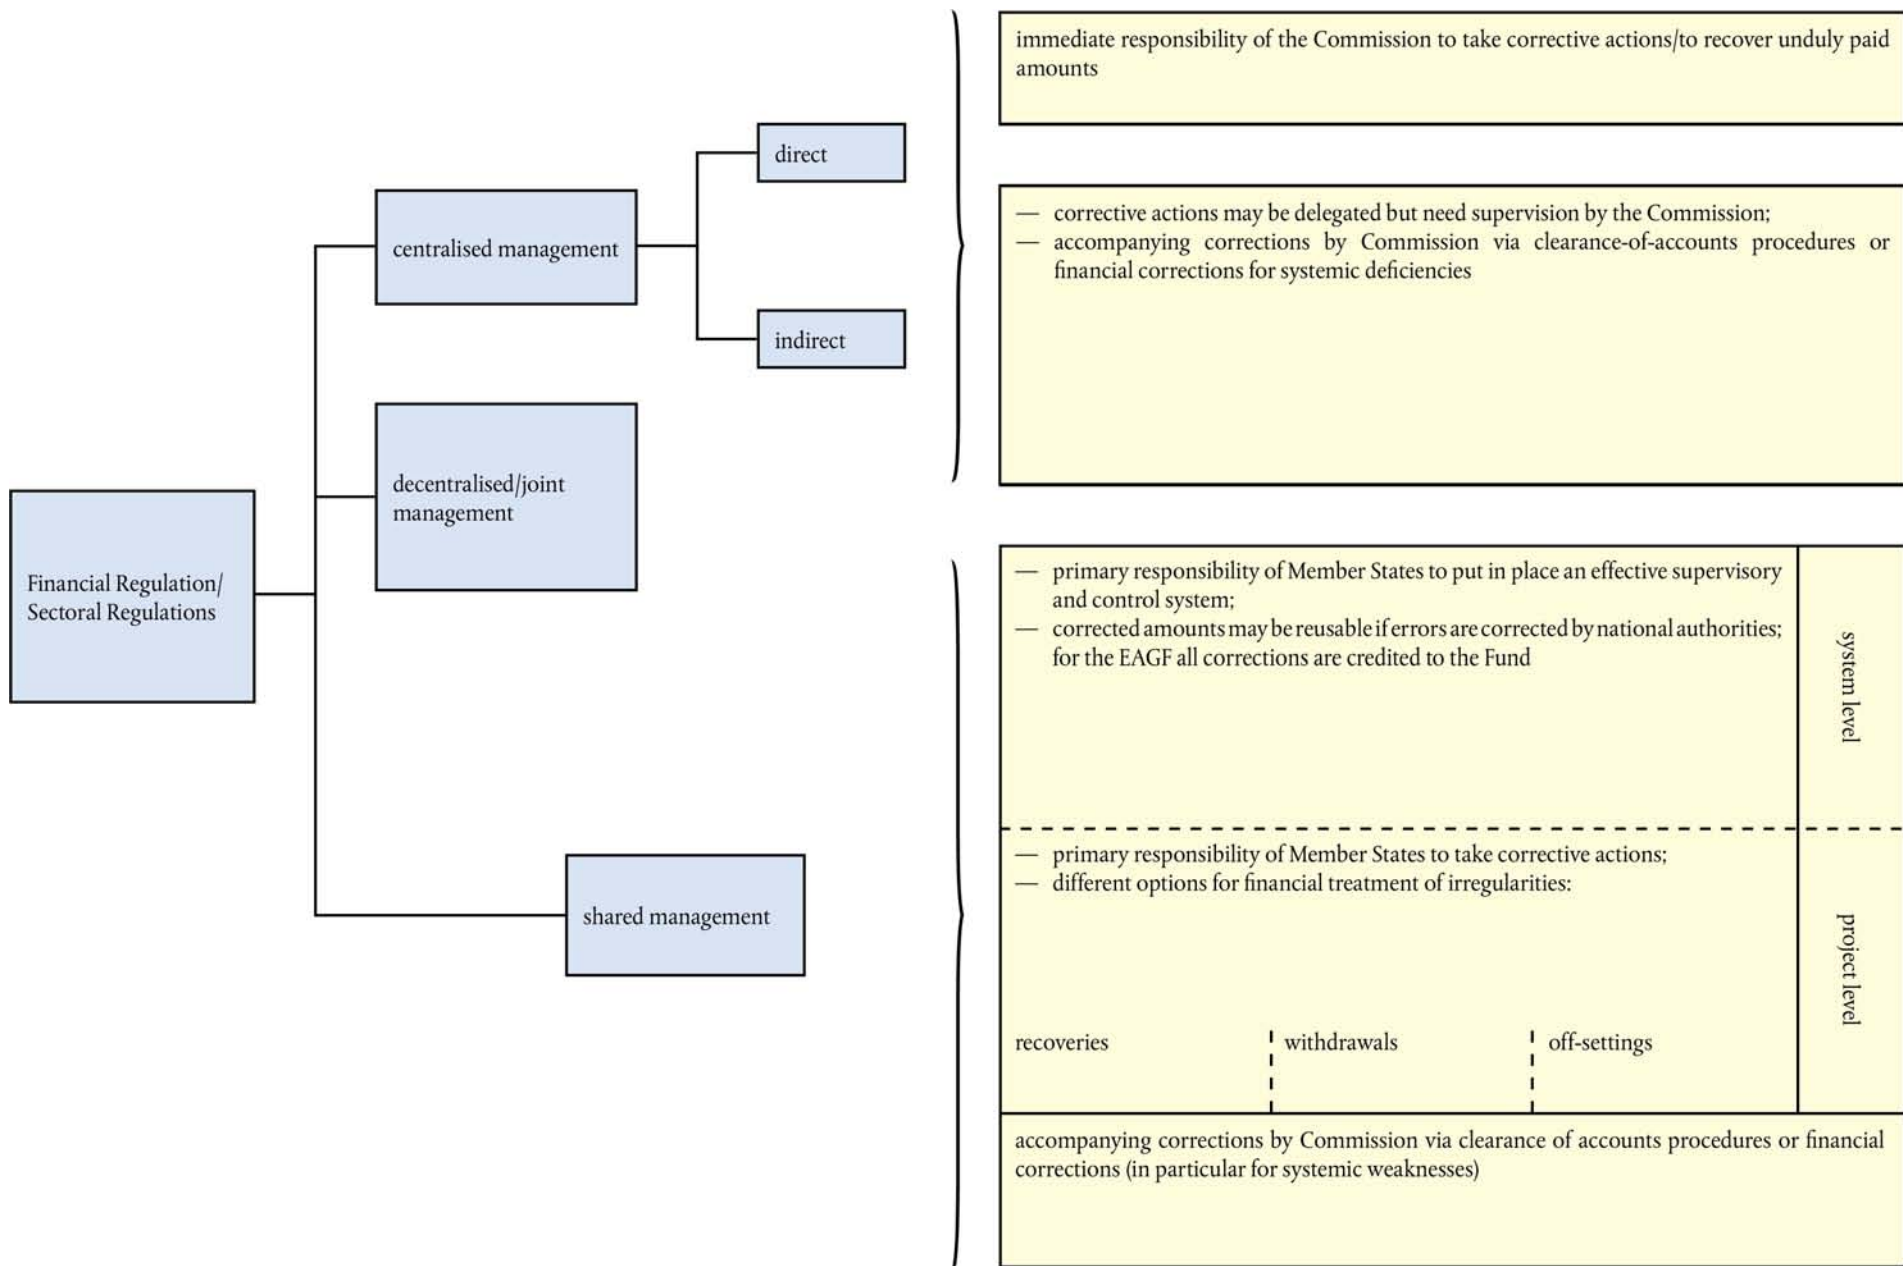 Financial Regulation/
Sectoral Regulations
centralised management
direct
indirect
decentralised/joint
management
shared management
immediate responsibility of the Commission to take corrective actions/to recover unduly paid
amounts
— corrective actions may be delegated but need supervision by the Commission;
— accompanying corrections by Commission via clearance-of-accounts procedures or
financial corrections for systemic deficiencies
— primary responsibility of Member States to put in place an effective supervisory
and control system;
— corrected amounts may be reusable if errors are corrected by national authorities;
for the EAGF all corrections are credited to the Fund
system level
— primary responsibility of Member States to take corrective actions;
— different options for financial treatment of irregularities:
recoveries
withdrawals
off-settings
project level
accompanying corrections by Commission via clearance of accounts procedures or financial
corrections (in particular for systemic weaknesses)